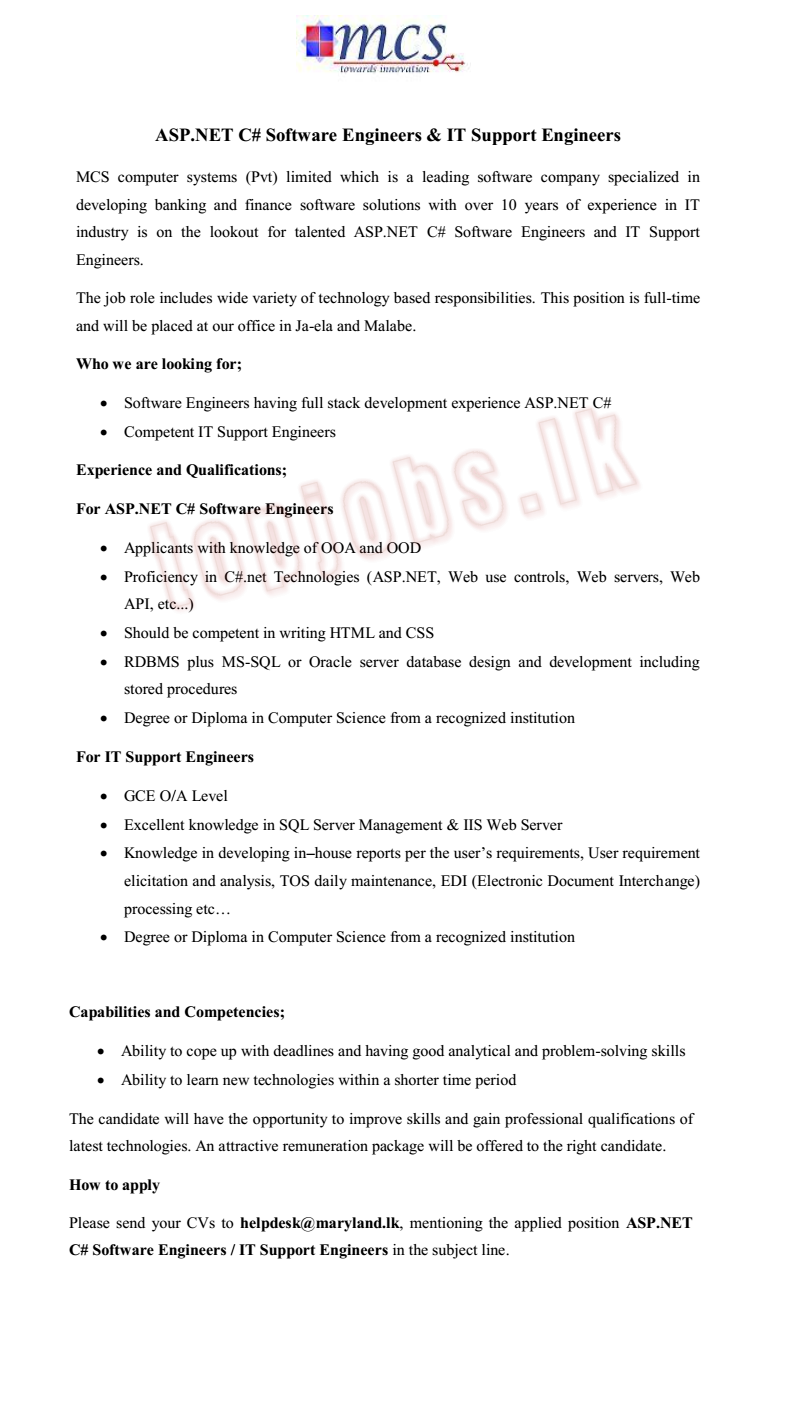 mcs
towards innovation
ASP.NET C# Software Engineers & IT Support Engineers
MCS computer systems (Pvt) limited which is a leading software company specialized in
developing banking and finance software solutions with over 10 years of experience in IT
industry is on the lookout for talented ASP.NET C# Software Engineers and IT Support
Engineers.
The job role includes wide variety of technology based responsibilities. This position is full-time
and will be placed at our office in Ja-ela and Malabe.
Who we are looking for;
• Software Engineers having full stack development experience ASP.NET C#
• Competent IT Support Engineers
topjobs.lk
Experience and Qualifications;
For ASP.NET C# Software Engineers
• Applicants with knowledge of OOA and OOD
• Proficiency in C#.net Technologies (ASP.NET, Web use controls, Web servers, Web
API, etc...)
• Should be competent in writing HTML and CSS
• RDBMS plus MS-SQL or Oracle server database design and development including
stored procedures
• Degree or Diploma in Computer Science from a recognized institution
For IT Support Engineers
• GCE O/A Level
• Excellent knowledge in SQL Server Management & IIS Web Server
• Knowledge in developing in–house reports per the user’s requirements, User requirement
elicitation and analysis, TOS daily maintenance, EDI (Electronic Document Interchange)
processing etc…
• Degree or Diploma in Computer Science from a recognized institution
Capabilities and Competencies;
• Ability to cope up with deadlines and having good analytical and problem-solving skills
• Ability to learn new technologies within a shorter time period
The candidate will have the opportunity to improve skills and gain professional qualifications of
latest technologies. An attractive remuneration package will be offered to the right candidate.
How to apply
Please send your CVs to helpdesk@maryland.lk, mentioning the applied position ASP.NET
C# Software Engineers / IT Support Engineers in the subject line.